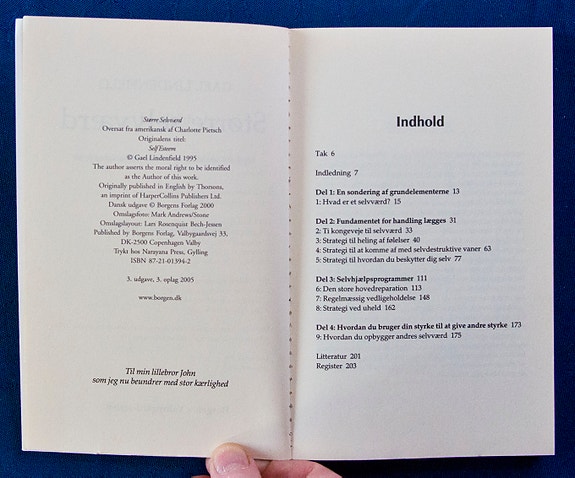 Større Selvværd
Oversat fra amerikansk af Charlotte Pietsch
Originalens titel:
Self Esteem
© Gael Lindenfield 1995
The author asserts the moral right to be identified
as the Author of this work.
Originally published in English by Thorsons,
an imprint of HarperCollins Publishers Ltd.
Dansk udgave © Borgens Forlag 2000
Omslagsfoto: Mark Andrews/Stone
Omslagslayout: Lars Rosenquist Bech-Jessen
Published by Borgens Forlag, Valbygaardsvej 33,
DK-2500 Copenhagen Valby
Trykt hos Narayana Press, Gylling
ISBN 87-21-01394-2
3. udgave, 3. oplag 2005
www.borgen.dk
Til min lillebror John
som jeg nu beundrer med stor kærlighed
Indhold
Tak 6
Indledning 7
Del 1: En sondering af grundelementerne 13
1: Hvad er et selvværd? 15
Del 2: Fundamentet for handling lægges 31
2: Ti kongeveje til selvværd 33
3: Strategi til heling af følelser 40
4: Strategi til at komme af med selvdestruktive vaner 63
5: Strategi til hvordan du beskytter dig selv 77
Del 3: Selvhjælpsprogrammer 111
6: Den store hovedreparation 113
7: Regelmæssig vedligeholdelse 148
8: Strategi ved uheld 162
Del 4: Hvordan du bruger din styrke til at give andre styrke 173
9: Hvordan du opbygger andres selvværd 175
Litteratur 201
Register 203